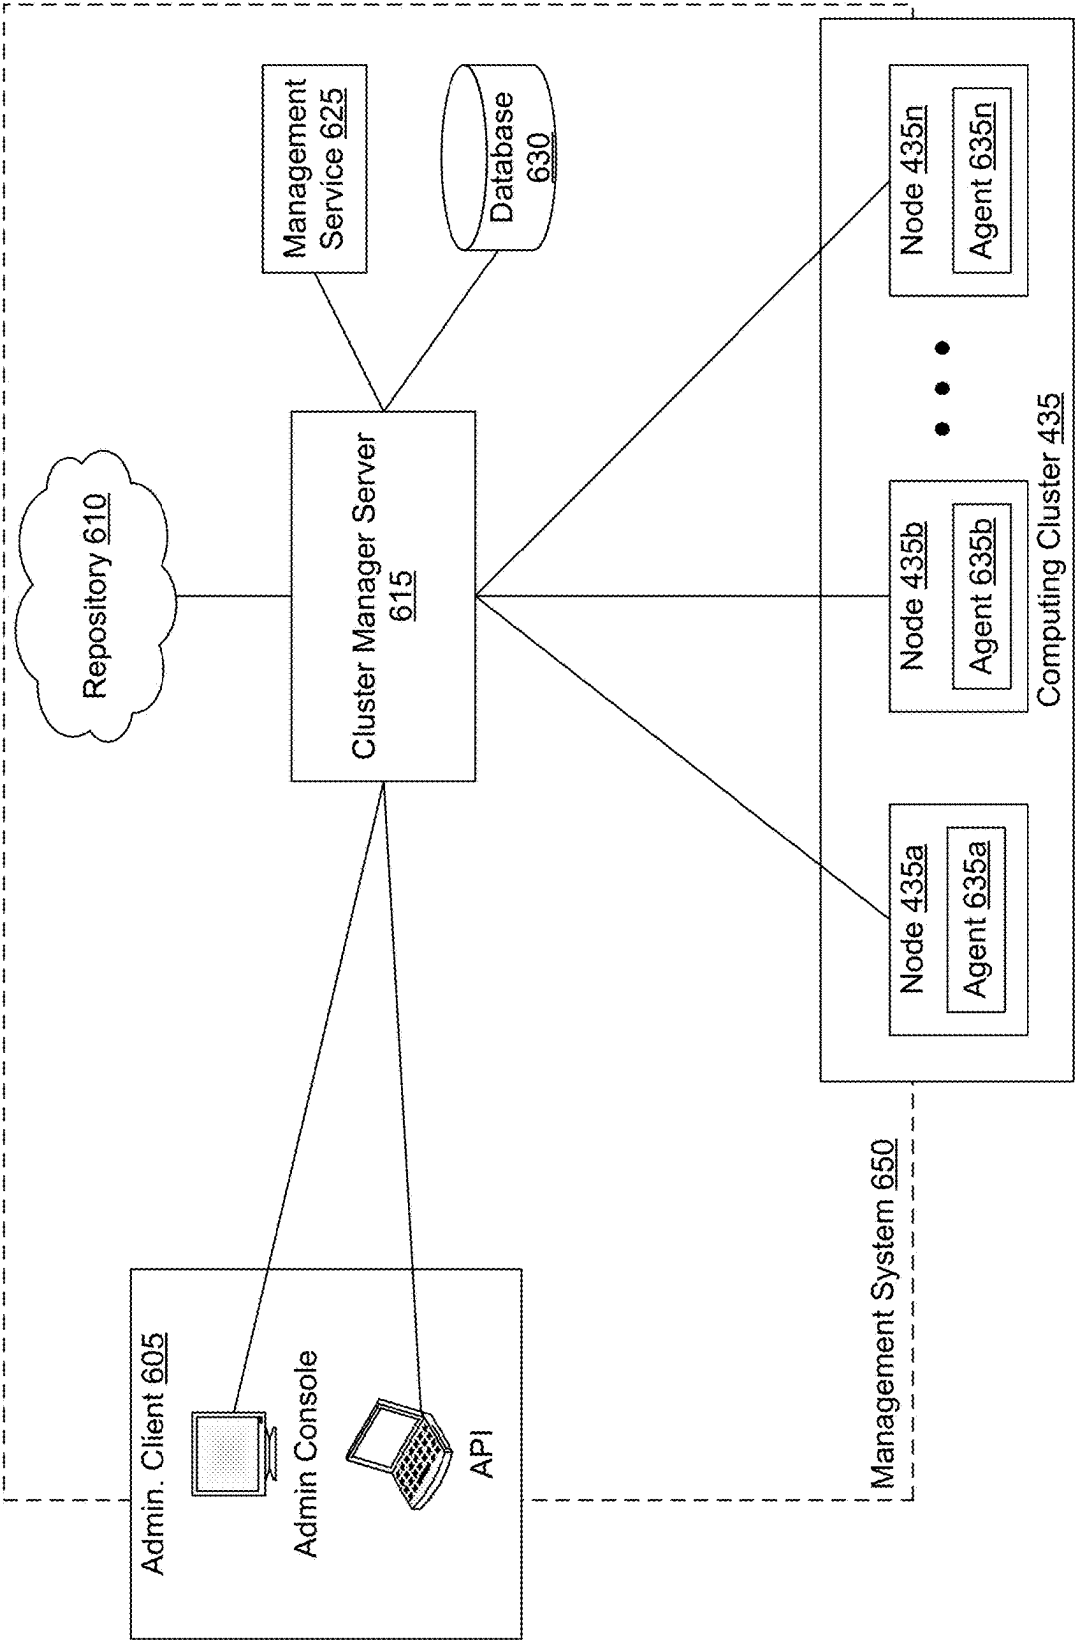 Admin. Client 605
Admin Console
API
Repository 610
Cluster Manager Server
615
Management
Service 625
Database
630
Management System 650
Node 435a
Agent 635a
Node 435b
Agent 635b
Node 435n
Agent 635n
Computing Cluster 435